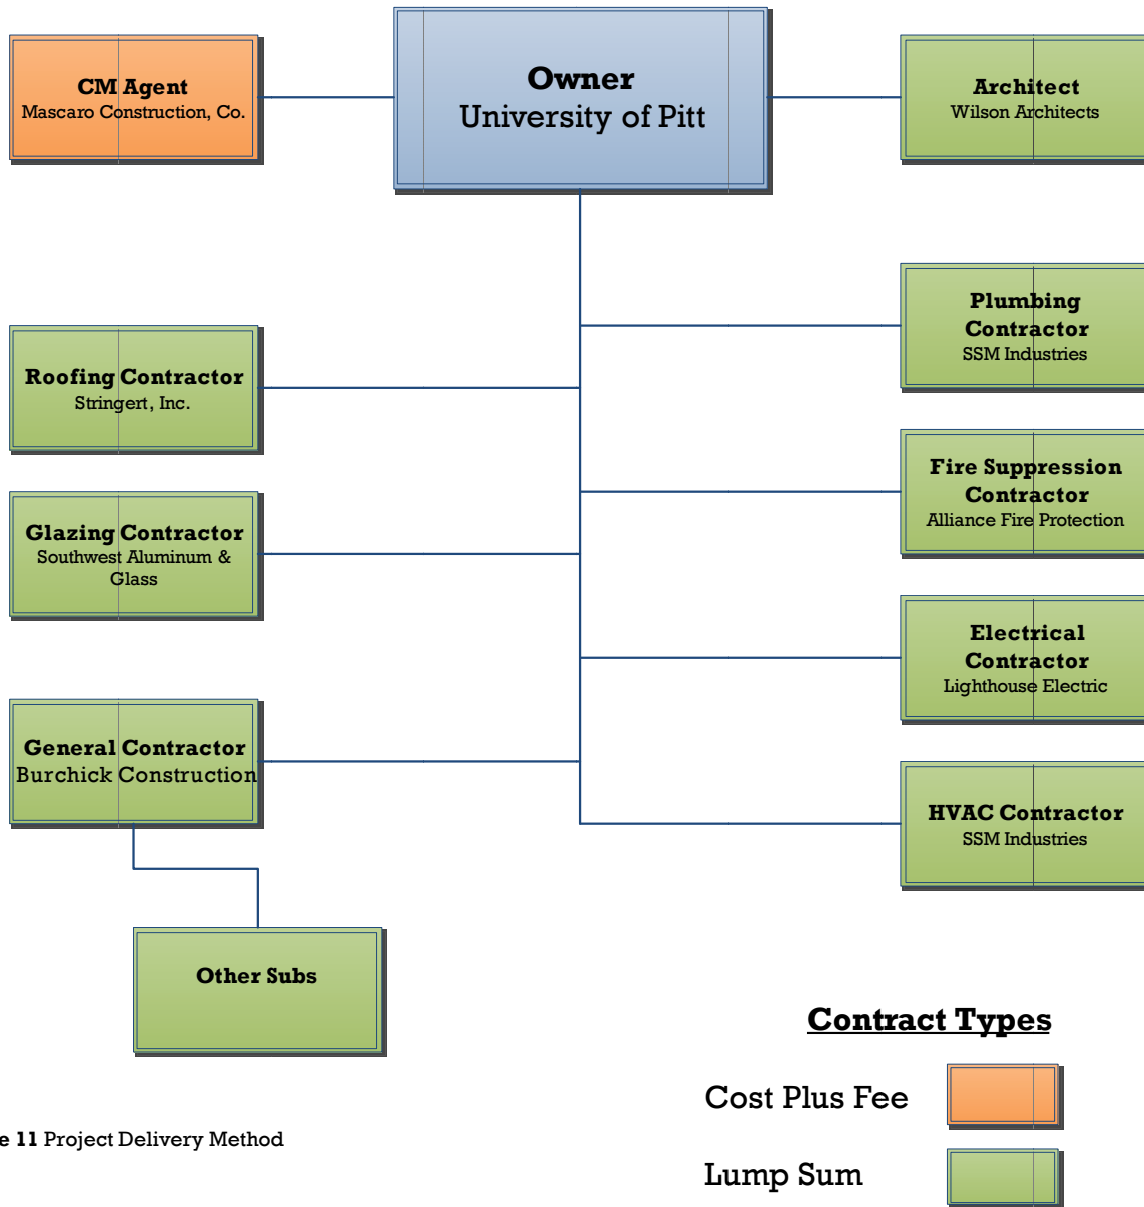 CM Agent
Mascaro Construction, Co.
Owner
University of Pitt
Architect
Wilson Architects
Plumbing
Contractor
SSM Industries
Roofing Contractor
Stringert, Inc.
Fire Suppression
Contractor
Alliance Fire Protection
Glazing Contractor
Southwest Aluminum &
Glass
Electrical
Contractor
Lighthouse Electric
General Contractor
Burchick Construction
HVAC Contractor
SSM Industries
Other Subs
Contract Types
Cost Plus Fee
e 11 Project Delivery Method
Lump Sum